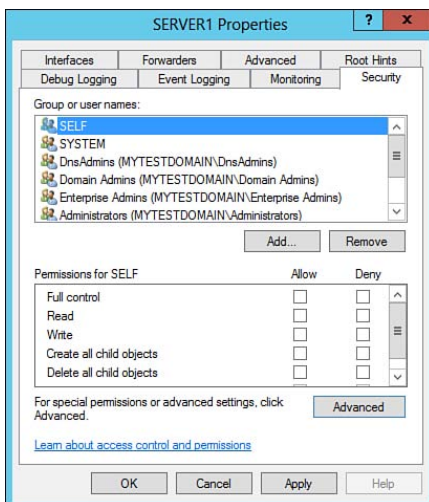 SERVER1 Properties
?
x
Interfaces
Forwarders
Advanced
Root Hints
Debug Logging
Event Logging
Monitoring
Security
Group or user names:
SELF
SYSTEM
DnsAdmins (MYTESTDOMAIN\DnsAdmins)
Domain Admins (MYTESTDOMAIN\Domain Admins)
Enterprise Admins (MYTESTDOMAIN\Enterprise Admins)
Administrators (MYTESTDOMAIN\Administrators)
Add...
Remove
Permissions for SELF
Allow
Deny
Full control
Read
Write
Create all child objects
Delete all child objects
For special permissions or advanced settings, click
Advanced.
Advanced
Learn about access control and permissions
OK
Cancel
Apply
Help